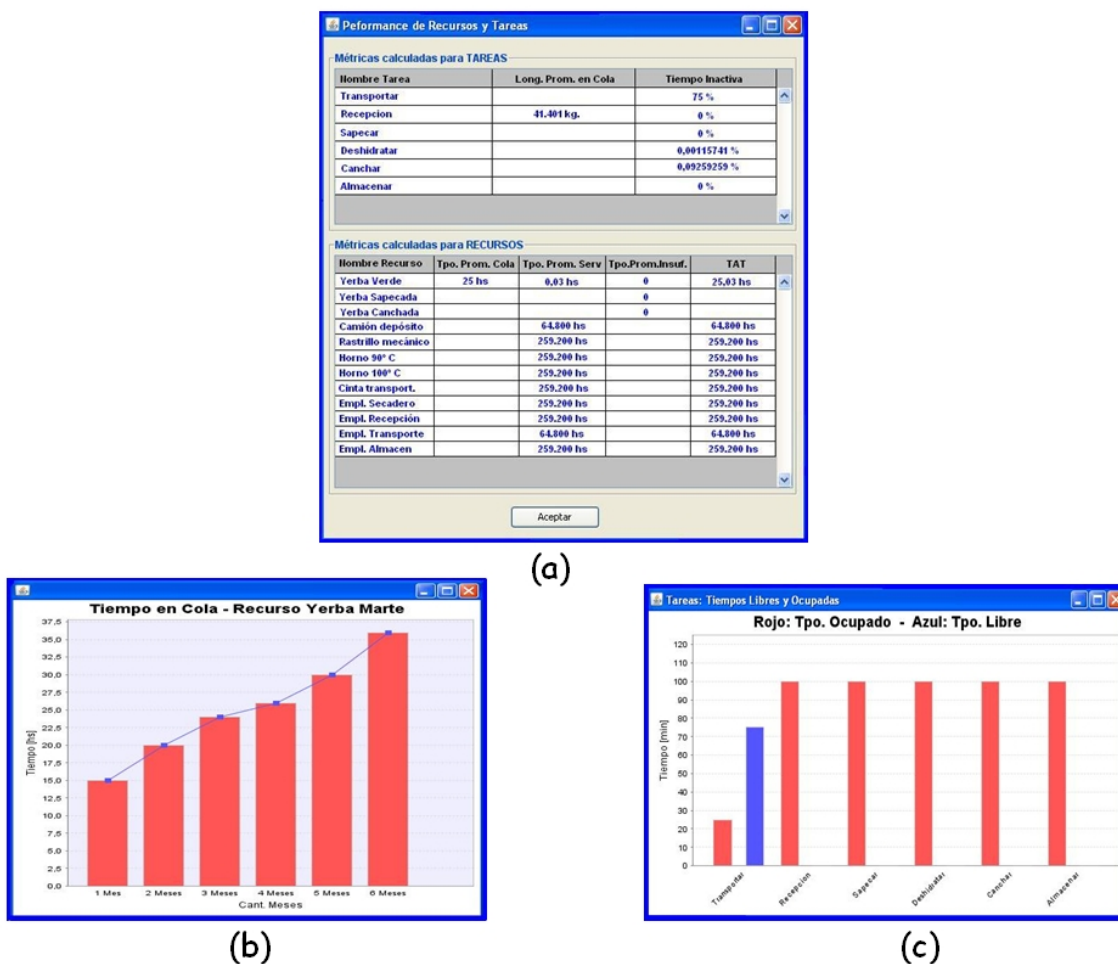 Peformance de Recursos y Tareas
Métricas calculadas para TAREAS
Nombre Tarea Long. Prom. en Cola Tiempo Inactiva
Transportar 75 %
Recepcion 41.401 kg. 0 %
Sapecar 0 %
Deshidratar 0,00115741 %
Canchar 0,09259259 %
Almacenar 0 %
Métricas calculadas para RECURSOS
Nombre Recurso Tpo. Prom. Cola Tpo. Prom. Serv Tpo.Prom.Insuf. TAT
Yerba Verde 25 hs 0,03 hs 0 25,03 hs
Yerba Sapecada 0
Yerba Canchada 0
Camión depósito 64.800 hs 64.800 hs
Rastrillo mecánico 259.200 hs 259.200 hs
Horno 90° C 259.200 hs 259.200 hs
Horno 100° C 259.200 hs 259.200 hs
Cinta transport. 259.200 hs 259.200 hs
Empl. Secadero 259.200 hs 259.200 hs
Empl. Recepción 259.200 hs 259.200 hs
Empl. Transporte 64.800 hs 64.800 hs
Empl. Almacen 259.200 hs 259.200 hs
Aceptar
(a)
Tiempo en Cola - Recurso Yerba Marte
37,5
35,0
32,5
30,0
27,5
25,0
22,5
20,0
17,5
15,0
12,5
10,0
7,5
5,0
2,5
0,0
Tiempo [hs]
1 Mes 2 Meses 3 Meses 4 Meses 5 Meses 6 Meses
Cant. Meses
(b)
Tareas: Tiempos Libres y Ocupadas
Rojo: Tpo. Ocupado - Azul: Tpo. Libre
120
110
100
90
80
70
60
50
40
30
20
10
0
Tiempo [min]
Transportar Recepcion Sapecar Deshidratar Canchar Almacenar
(c)